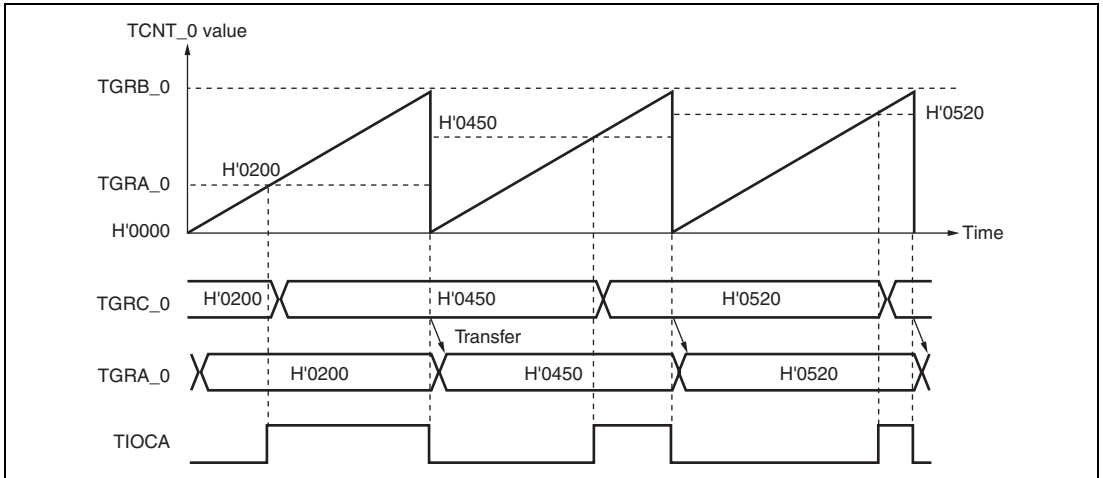 TCNT_0 value
TGRB_0
H'0450
H'0520
H'0200
TGRA_0
H'0000
Time
TGRC_0
H'0200
H'0450
H'0520
Transfer
TGRA_0
H'0200
H'0450
H'0520
TIOCA